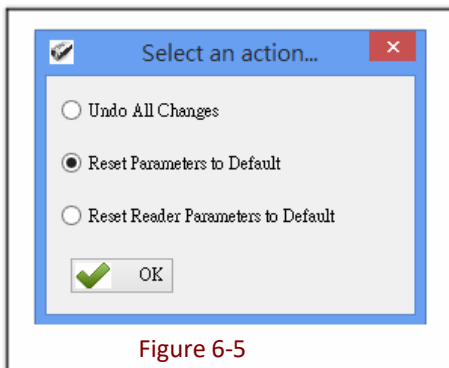 Select an action...
Undo All Changes
Reset Parameters to Default
Reset Reader Parameters to Default
OK
Figure 6-5